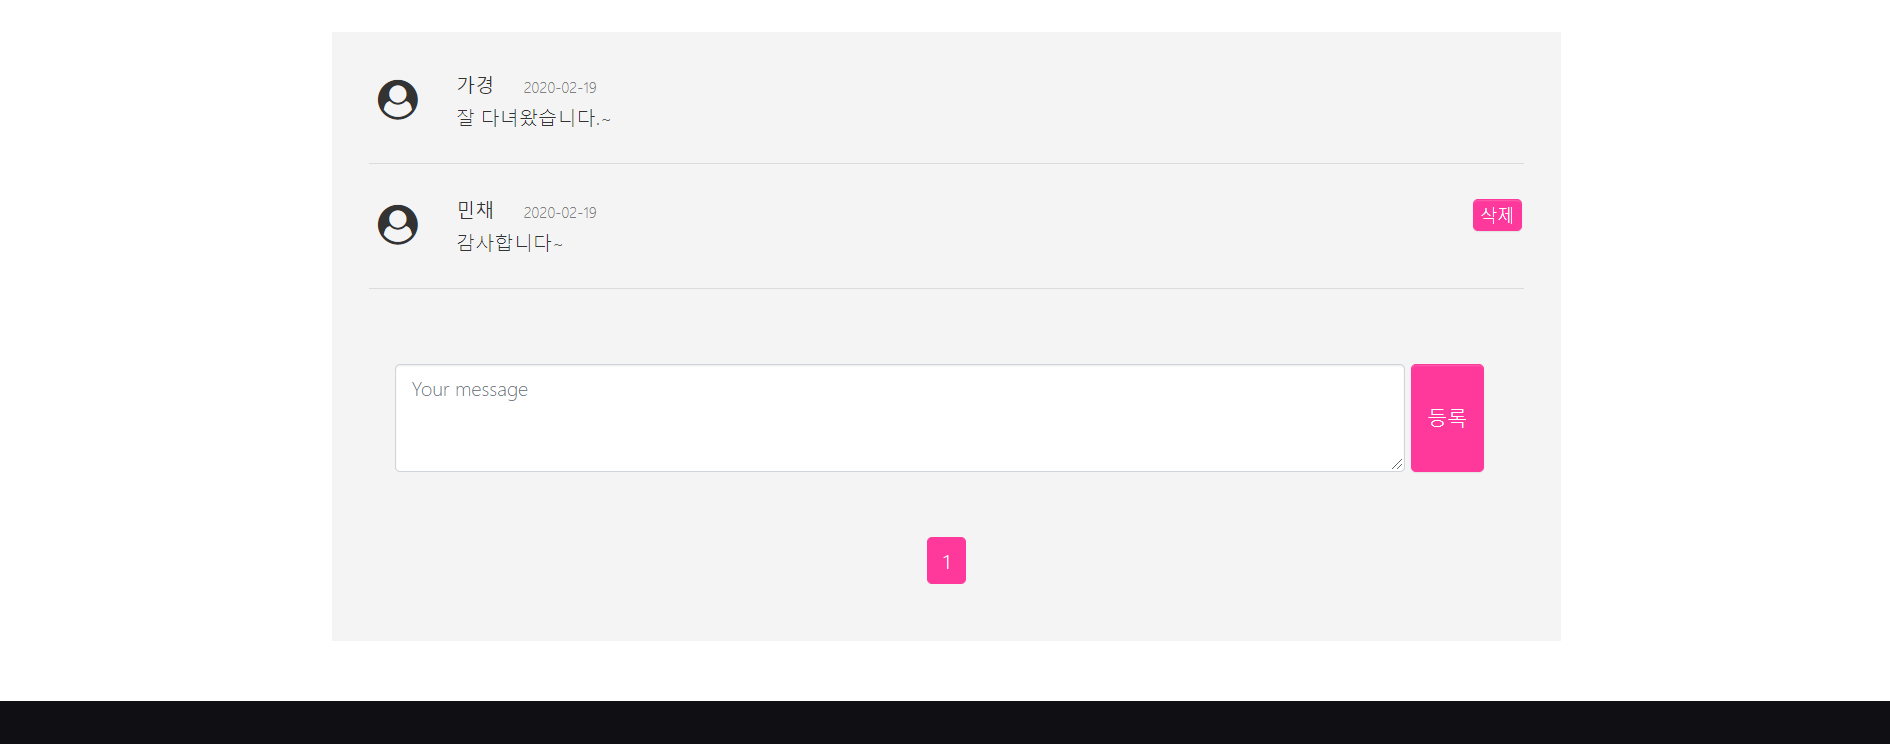 가경 2020-02-19
잘 다녀왔습니다.~
민채 2020-02-19 삭제
감사합니다~
Your message
등록
1